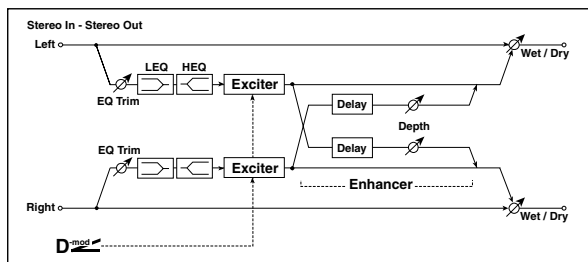 Stereo In - Stereo Out
Left
Wet / Dry
LEQ HEQ
EQ Trim
Exciter
Delay
Depth
EQ Trim
Delay
Exciter
Enhancer
Right
Wet / Dry
D-mod